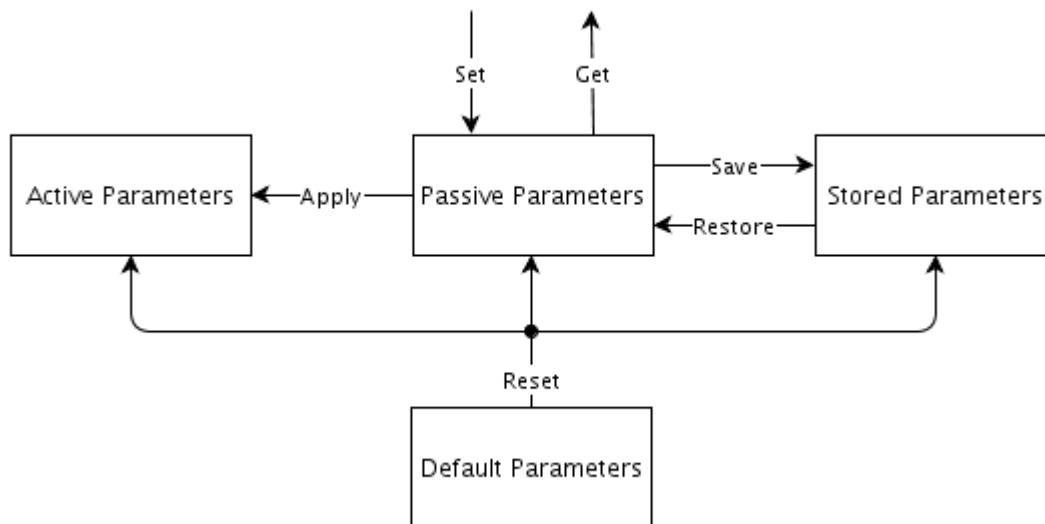 Set
Get
Active Parameters
Apply
Passive Parameters
Save
Restore
Stored Parameters
Reset
Default Parameters